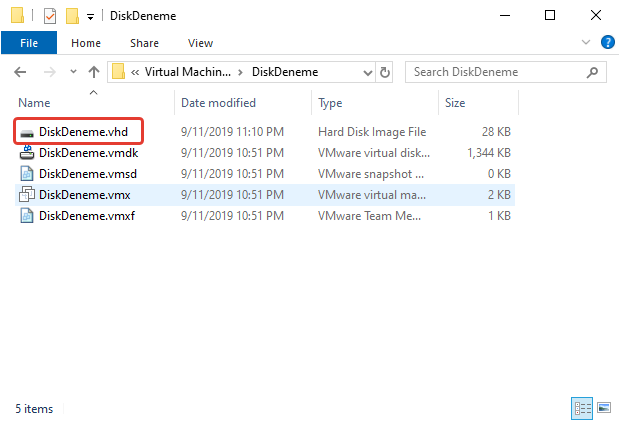 DiskDeneme
File Home Share View
« Virtual Machin... DiskDeneme Search DiskDeneme
Name Date modified Type Size
DiskDeneme.vhd 9/11/2019 11:10 PM Hard Disk Image File 28 KB
DiskDeneme.vmdk 9/11/2019 10:51 PM VMware virtual disk... 1,344 KB
DiskDeneme.vmsd 9/11/2019 10:51 PM VMware snapshot ... 0 KB
DiskDeneme.vmx 9/11/2019 10:51 PM VMware virtual ma... 2 KB
DiskDeneme.vmxf 9/11/2019 10:51 PM VMware Team Me... 1 KB
5 items